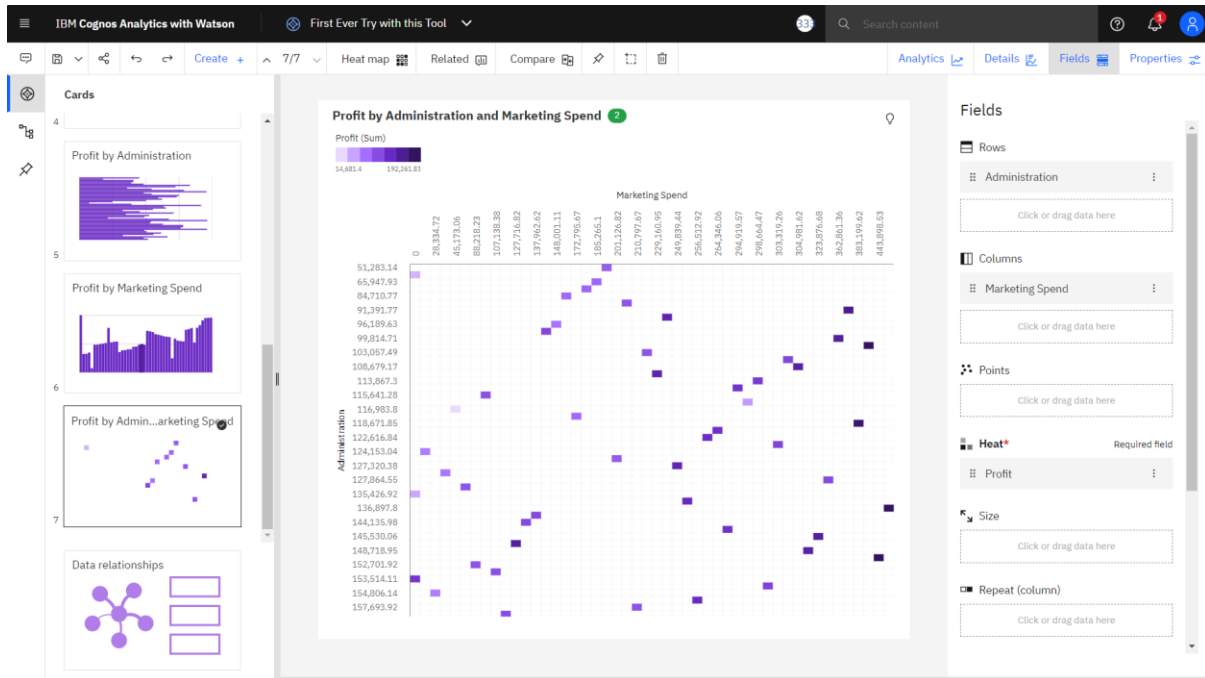 IBM Cognos Analytics with Watson
First Ever Try with this Tool
Search content
1
Create +
7/7
Heat map
Related
Compare
Analytics
Details
Fields
Properties
Cards
4
Profit by Administration
5
Profit by Marketing Spend
6
Profit by Admin...arketing Spend
7
Data relationships
Profit by Administration and Marketing Spend 2
Profit (Sum)
14,681.4 192,261.83
Marketing Spend
0
28,334.72
45,173.06
88,218.23
107,138.38
127,716.82
137,962.62
148,001.11
172,795.67
185,265.1
201,126.82
210,797.67
229,160.95
249,839.44
256,512.92
264,346.06
294,919.57
298,664.47
303,319.26
304,981.62
323,876.68
362,861.36
383,199.62
443,898.53
Administration
51,283.14
65,947.93
84,710.77
91,391.77
96,189.63
99,814.71
103,057.49
108,679.17
113,867.3
115,641.28
116,983.8
118,671.85
122,616.84
124,153.04
127,320.38
127,864.55
135,426.92
136,897.8
144,135.98
145,530.06
148,718.95
152,701.92
153,514.11
154,806.14
157,693.92
Fields
Rows
Administration
Click or drag data here
Columns
Marketing Spend
Click or drag data here
Points
Click or drag data here
Heat* Required field
Profit
Size
Click or drag data here
Repeat (column)
Click or drag data here